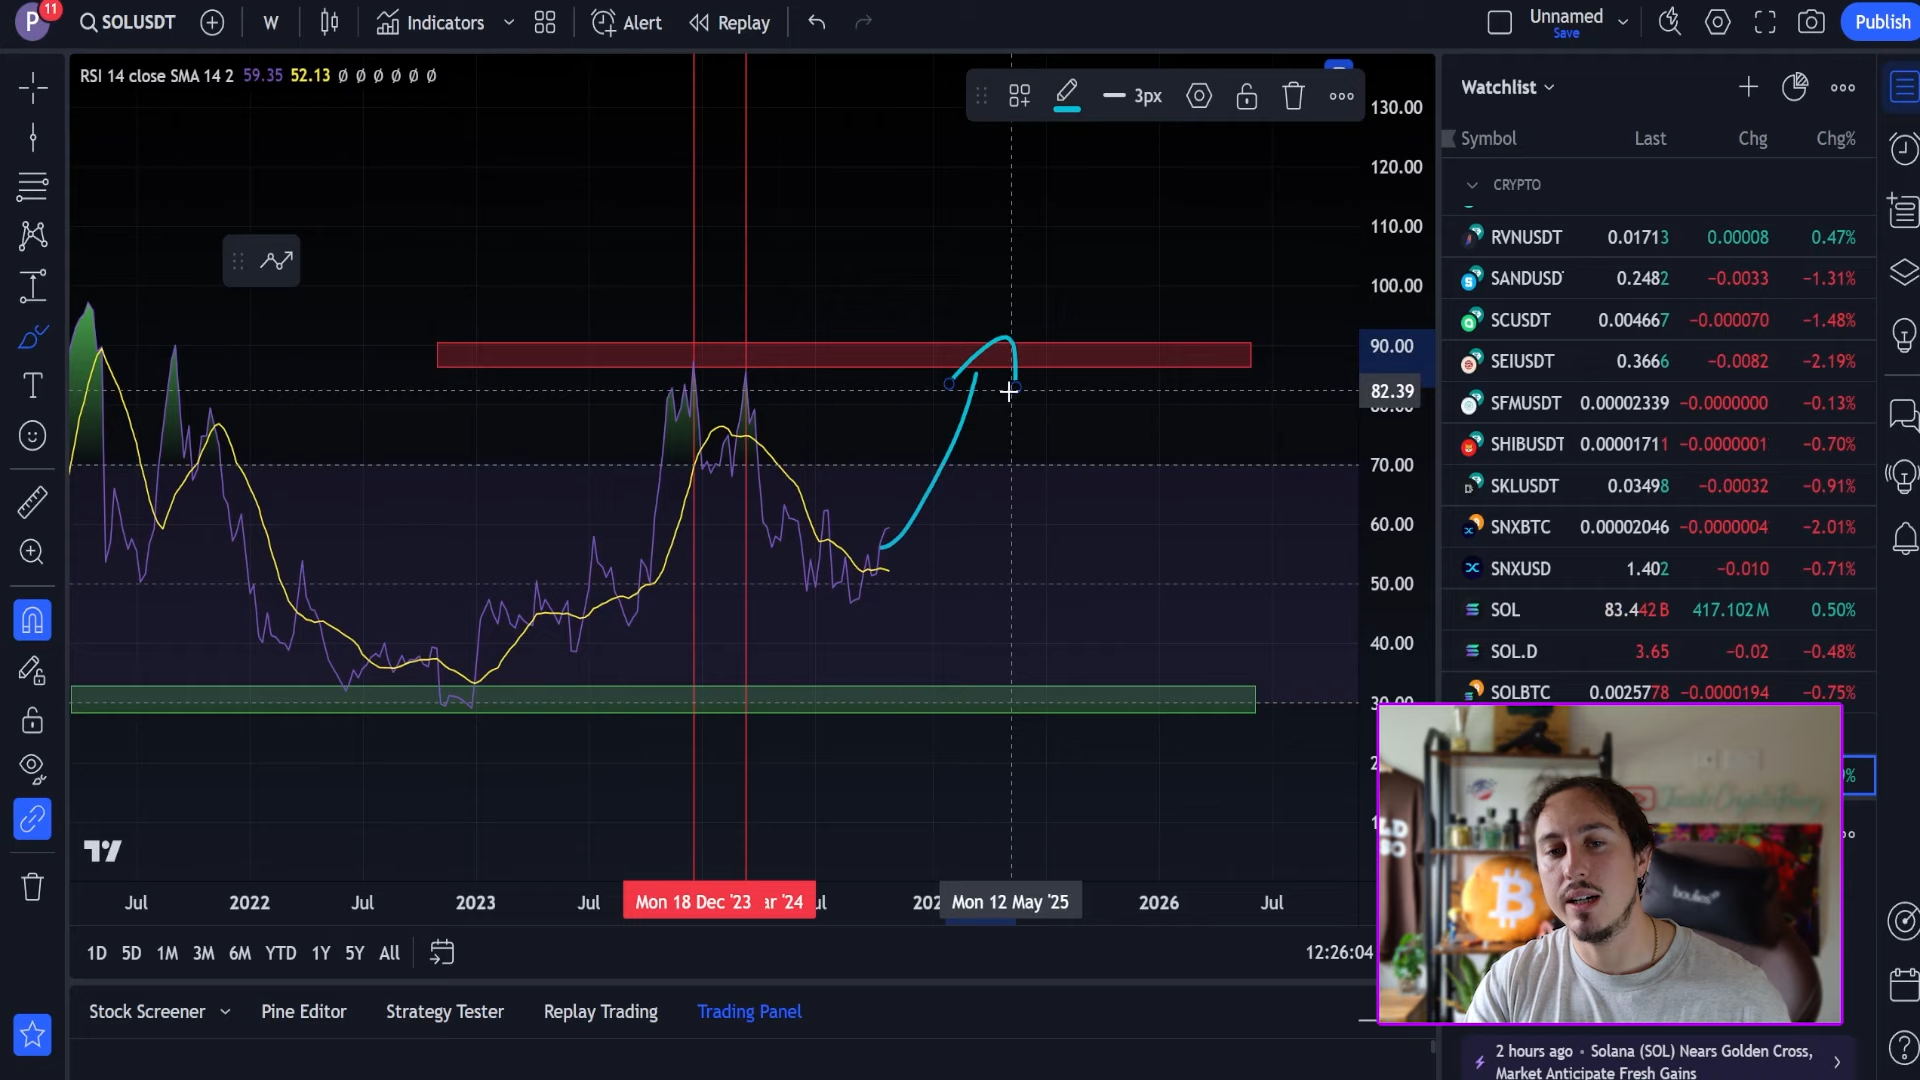 P
11
SOLUSDT
W
Indicators
Alert
Replay
Unnamed
Save
Publish
RSI 14 close SMA 14 2 59.35 52.13 Ø Ø Ø Ø Ø Ø
3px
130.00
120.00
110.00
100.00
90.00
82.39
80.00
70.00
60.00
50.00
40.00
30.00
Jul
2022
Jul
2023
Jul
Mon 18 Dec '23
ar '24
ul
202
Mon 12 May '25
2026
Jul
1D 5D 1M 3M 6M YTD 1Y 5Y All
12:26:04
Stock Screener
Pine Editor
Strategy Tester
Replay Trading
Trading Panel
Watchlist
Symbol Last Chg Chg%
CRYPTO
RVNUSDT 0.01713 0.00008 0.47%
SANDUSD 0.2482 −0.0033 −1.31%
SCUSDT 0.004667 −0.000070 −1.48%
SEIUSDT 0.3666 −0.0082 −2.19%
SFMUSDT 0.00002339 −0.0000000 −0.13%
SHIBUSDT 0.00001711 −0.0000001 −0.70%
SKLUSDT 0.03498 −0.00032 −0.91%
SNXBTC 0.00002046 −0.0000004 −2.01%
SNXUSD 1.402 −0.010 −0.71%
SOL 83.442 B 417.102 M 0.50%
SOL.D 3.65 −0.02 −0.48%
SOLBTC 0.0025778 −0.0000194 −0.75%
%
2 hours ago • Solana (SOL) Nears Golden Cross,
Market Anticipate Fresh Gains